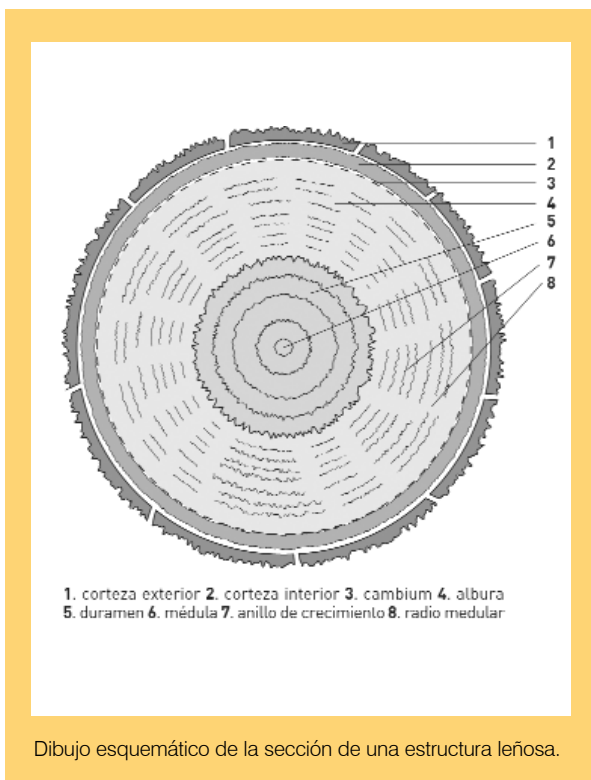 1
2
3
4
5
6
7
8
1. corteza exterior 2. corteza interior 3. cambium 4. albura
5. duramen 6. médula 7. anillo de crecimiento 8. radio medular
Dibujo esquemático de la sección de una estructura leñosa.